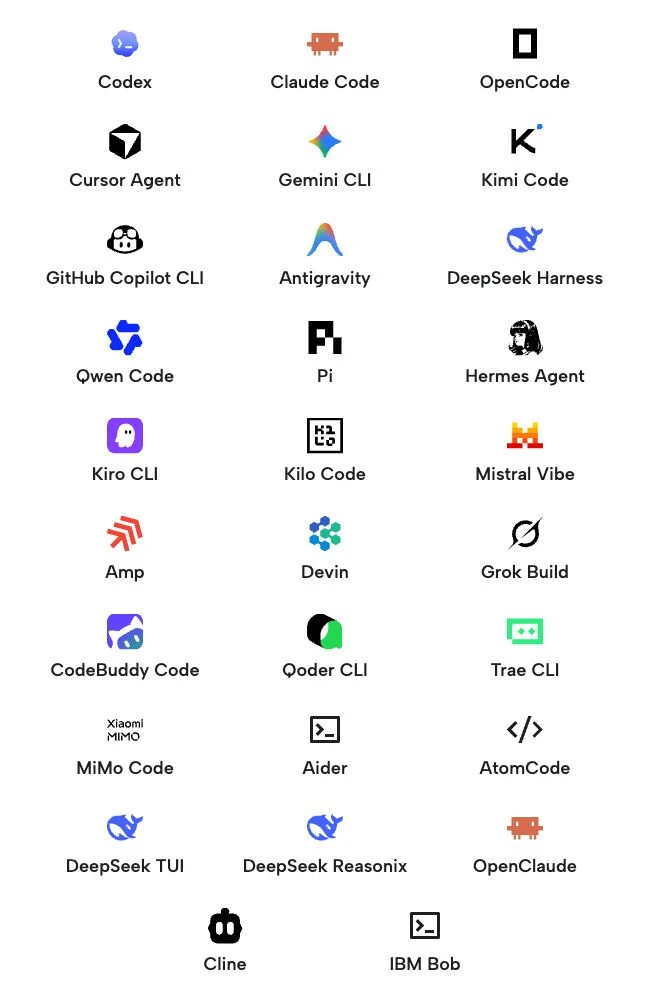 Codex
Claude Code
OpenCode
Cursor Agent
Gemini CLI
Kimi Code
GitHub Copilot CLI
Antigravity
DeepSeek Harness
Qwen Code
Pi
Hermes Agent
Kiro CLI
Kilo Code
Mistral Vibe
Amp
Devin
Grok Build
CodeBuddy Code
Qoder CLI
Trae CLI
Xiaomi
MIMO
MiMo Code
Aider
AtomCode
DeepSeek TUI
DeepSeek Reasonix
OpenClaude
Cline
IBM Bob